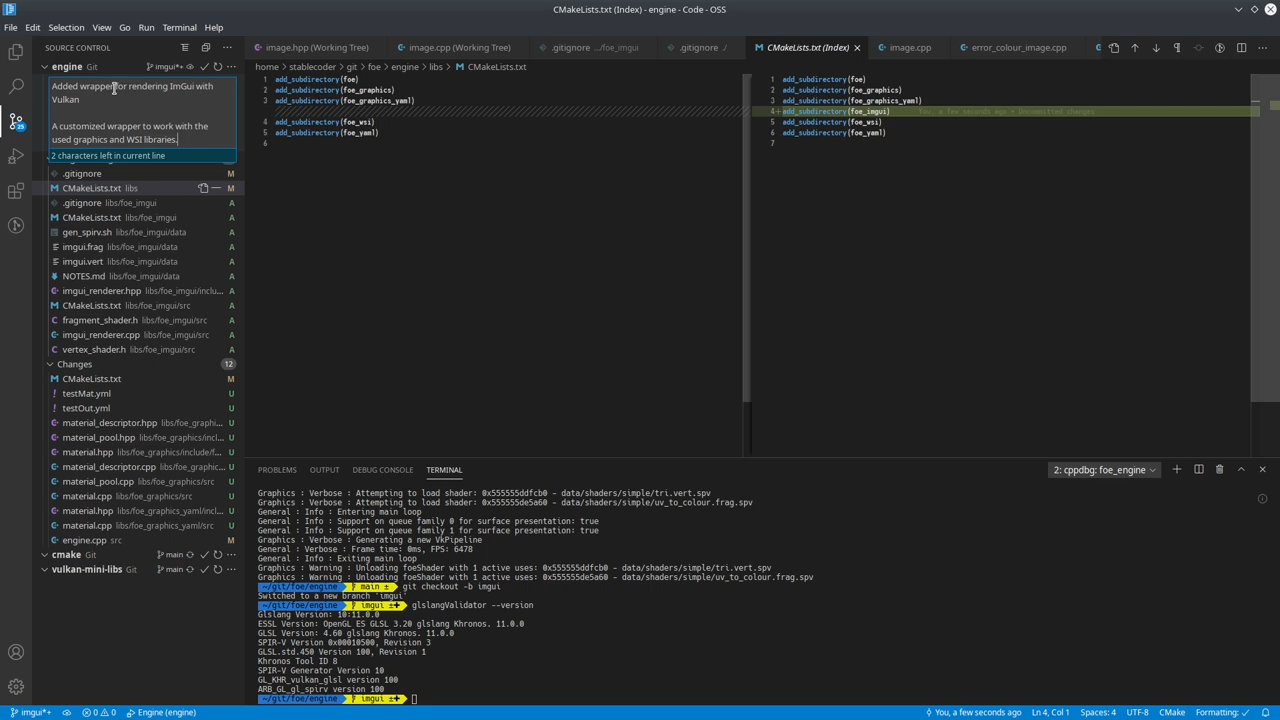 CMakeLists.txt (Index) - engine - Code - OSS
File Edit Selection View Go Run Terminal Help
SOURCE CONTROL
engine Git imgui*+
Added wrapper for rendering ImGui with
Vulkan
A customized wrapper to work with the
used graphics and WSI libraries.
2 characters left in current line
.gitignore M
CMakeLists.txt libs M
.gitignore libs/foe_imgui A
CMakeLists.txt libs/foe_imgui A
gen_spirv.sh libs/foe_imgui/data A
imgui.frag libs/foe_imgui/data A
imgui.vert libs/foe_imgui/data A
NOTES.md libs/foe_imgui/data A
imgui_renderer.hpp libs/foe_imgui/inclu... A
CMakeLists.txt libs/foe_imgui/src A
fragment_shader.h libs/foe_imgui/src A
imgui_renderer.cpp libs/foe_imgui/src A
vertex_shader.h libs/foe_imgui/src A
Changes 12
CMakeLists.txt M
testMat.yml U
testOut.yml U
material_descriptor.hpp libs/foe_graphi... U
material_pool.hpp libs/foe_graphics/incl... U
material.hpp libs/foe_graphics/include/f... U
material_descriptor.cpp libs/foe_graphic... U
material_pool.cpp libs/foe_graphics/src U
material.cpp libs/foe_graphics/src U
material.hpp libs/foe_graphics_yaml/incl... U
material.cpp libs/foe_graphics_yaml/src U
engine.cpp src M
cmake Git main
vulkan-mini-libs Git main
image.hpp (Working Tree) image.cpp (Working Tree) .gitignore .../foe_imgui .gitignore ./ CMakeLists.txt (Index) image.cpp error_colour_image.cpp
home > stablecoder > git > foe > engine > libs > CMakeLists.txt
1 add_subdirectory(foe)
2 add_subdirectory(foe_graphics)
3 add_subdirectory(foe_graphics_yaml)
4 add_subdirectory(foe_wsi)
5 add_subdirectory(foe_yaml)
6
1 add_subdirectory(foe)
2 add_subdirectory(foe_graphics)
3 add_subdirectory(foe_graphics_yaml)
4+ add_subdirectory(foe_imgui) You, a few seconds ago • Uncommitted changes
5 add_subdirectory(foe_wsi)
6 add_subdirectory(foe_yaml)
7
PROBLEMS OUTPUT DEBUG CONSOLE TERMINAL 2: cppdbg: foe_engine
Graphics : Verbose : Attempting to load shader: 0x555555ddfcb0 - data/shaders/simple/tri.vert.spv
Graphics : Verbose : Attempting to load shader: 0x555555de5a60 - data/shaders/simple/uv_to_colour.frag.spv
General : Info : Entering main loop
General : Info : Support on queue family 0 for surface presentation: true
General : Info : Support on queue family 1 for surface presentation: true
Graphics : Verbose : Generating a new VkPipeline
General : Verbose : Frame time: 0ms, FPS: 6478
General : Info : Exiting main loop
Graphics : Warning : Unloading foeShader with 1 active uses: 0x555555ddfcb0 - data/shaders/simple/tri.vert.spv
Graphics : Warning : Unloading foeShader with 1 active uses: 0x555555de5a60 - data/shaders/simple/uv_to_colour.frag.spv
~/git/foe/engine main ± git checkout -b imgui
Switched to a new branch 'imgui'
~/git/foe/engine imgui ±✚ glslangValidator --version
Glslang Version: 10:11.0.0
ESSL Version: OpenGL ES GLSL 3.20 glslang Khronos. 11.0.0
GLSL Version: 4.60 glslang Khronos. 11.0.0
SPIR-V Version 0x00010500, Revision 3
GLSL.std.450 Version 100, Revision 1
Khronos Tool ID 8
SPIR-V Generator Version 10
GL_KHR_vulkan_glsl version 100
ARB_GL_gl_spirv version 100
~/git/foe/engine imgui ±✚
imgui*+ 0 0 Engine (engine) You, a few seconds ago Ln 4, Col 1 Spaces: 4 UTF-8 CMake Formatting: ✓